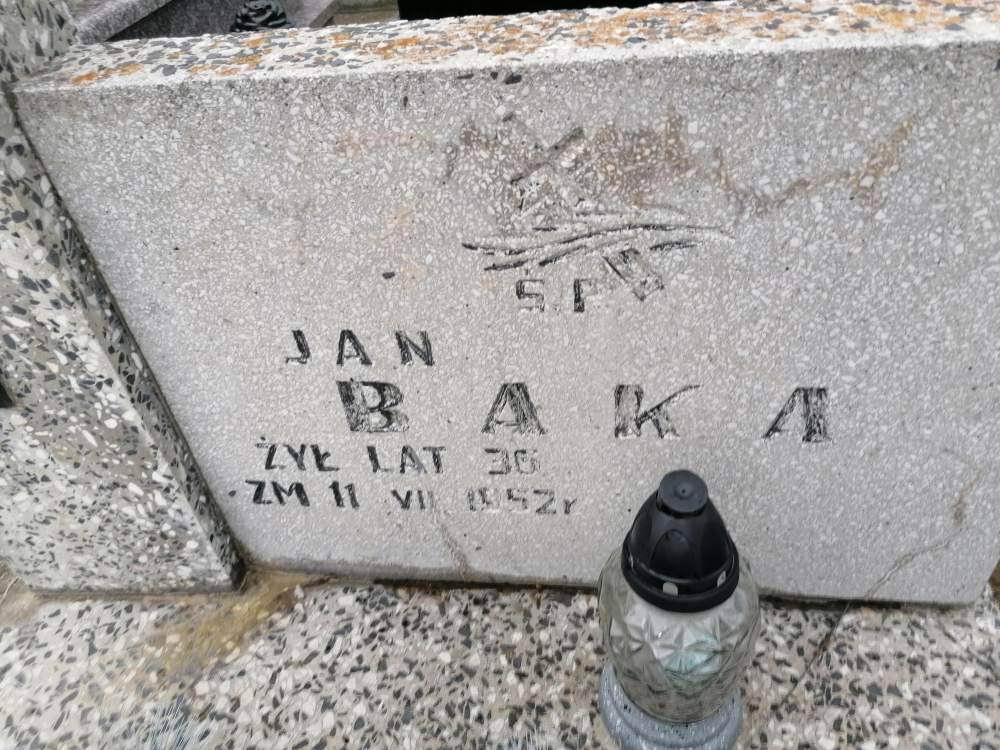 Ś.P.
JAN
BAKA
ŻYŁ LAT 36
ZM 11 VII 1952r